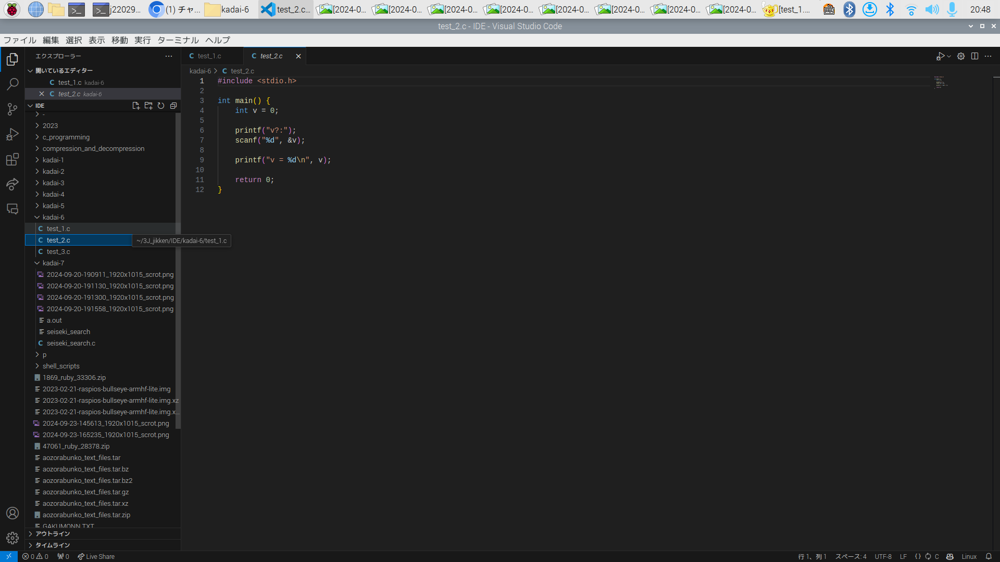 j22029...
(1) チャ...
kadai-6
test_2.c...
[2024-0...
[2024-0...
[2024-0...
[2024-0...
[2024-0...
[2024-0...
[2024-0...
[2024-0...
[test_1....
20:48
test_2.c - IDE - Visual Studio Code
ファイル 編集 選択 表示 移動 実行 ターミナル ヘルプ
エクスプローラー
開いているエディター
C test_1.c kadai-6
C test_2.c kadai-6
IDE
-
2023
c_programming
compression_and_decompression
kadai-1
kadai-2
kadai-3
kadai-4
kadai-5
kadai-6
C test_1.c
C test_2.c
C test_3.c
kadai-7
2024-09-20-190911_1920x1015_scrot.png
2024-09-20-191130_1920x1015_scrot.png
2024-09-20-191300_1920x1015_scrot.png
2024-09-20-191558_1920x1015_scrot.png
a.out
seiseki_search
C seiseki_search.c
p
shell_scripts
1869_ruby_33306.zip
2023-02-21-raspios-bullseye-armhf-lite.img
2023-02-21-raspios-bullseye-armhf-lite.img.xz
2023-02-21-raspios-bullseye-armhf-lite.img.x...
2024-09-23-145613_1920x1015_scrot.png
2024-09-23-165235_1920x1015_scrot.png
47061_ruby_28378.zip
aozorabunko_text_files.tar
aozorabunko_text_files.tar.bz
aozorabunko_text_files.tar.bz2
aozorabunko_text_files.tar.gz
aozorabunko_text_files.tar.xz
aozorabunko_text_files.tar.zip
GAKUMONN.TXT
アウトライン
タイムライン
~/3J_jikken/IDE/kadai-6/test_1.c
C test_1.c
C test_2.c
kadai-6 > C test_2.c
1 #include <stdio.h>
2
3 int main() {
4 int v = 0;
5
6 printf("v?:");
7 scanf("%d", &v);
8
9 printf("v = %d\n", v);
10
11 return 0;
12 }
0 0 0 Live Share
行 1、列 1 スペース: 4 UTF-8 LF {} C Linux